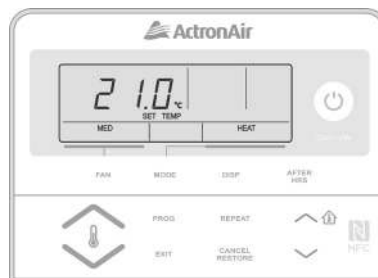 ActronAir
21.0 °C
SET TEMP
MED HEAT
FAN MODE DISP AFTER HRS
PROG REPEAT
EXIT CANCEL RESTORE
NFC